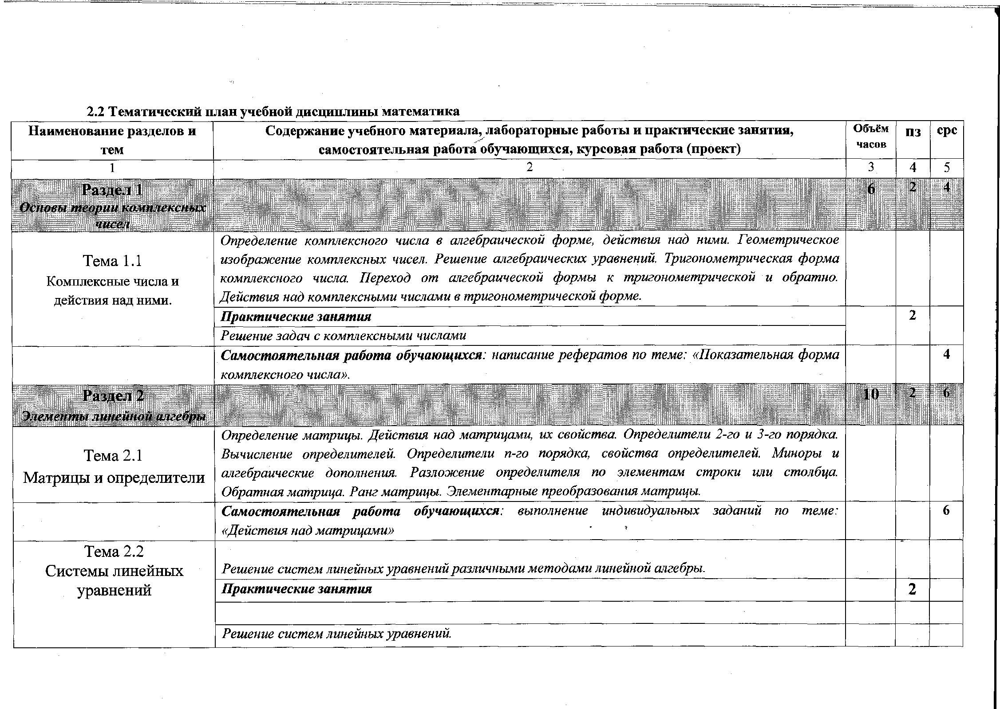 2.2 Тематический план учебной дисциплины математика
Наименование разделов и
тем
Содержание учебного материала, лабораторные работы и практические занятия,
самостоятельная работа обучающихся, курсовая работа (проект)
Объём
часов
пз
срс
1
2
3
4
5
Раздел 1
Основы теории комплексных
чисел
6
2
4
Тема 1.1
Комплексные числа и
действия над ними.
Определение комплексного числа в алгебраической форме, действия над ними. Геометрическое
изображение комплексных чисел. Решение алгебраических уравнений. Тригонометрическая форма
комплексного числа. Переход от алгебраической формы к тригонометрической и обратно.
Действия над комплексными числами в тригонометрической форме.
Практические занятия
2
Решение задач с комплексными числами
Самостоятельная работа обучающихся: написание рефератов по теме: «Показательная форма
комплексного числа».
4
Раздел 2
Элементы линейной алгебры
10
2
6
Тема 2.1
Матрицы и определители
Определение матрицы. Действия над матрицами, их свойства. Определители 2-го и 3-го порядка.
Вычисление определителей. Определители n-го порядка, свойства определителей. Миноры и
алгебраические дополнения. Разложение определителя по элементам строки или столбца.
Обратная матрица. Ранг матрицы. Элементарные преобразования матрицы.
Самостоятельная работа обучающихся: выполнение индивидуальных заданий по теме:
«Действия над матрицами»
6
Тема 2.2
Системы линейных
уравнений
Решение систем линейных уравнений различными методами линейной алгебры.
Практические занятия
2
Решение систем линейных уравнений.